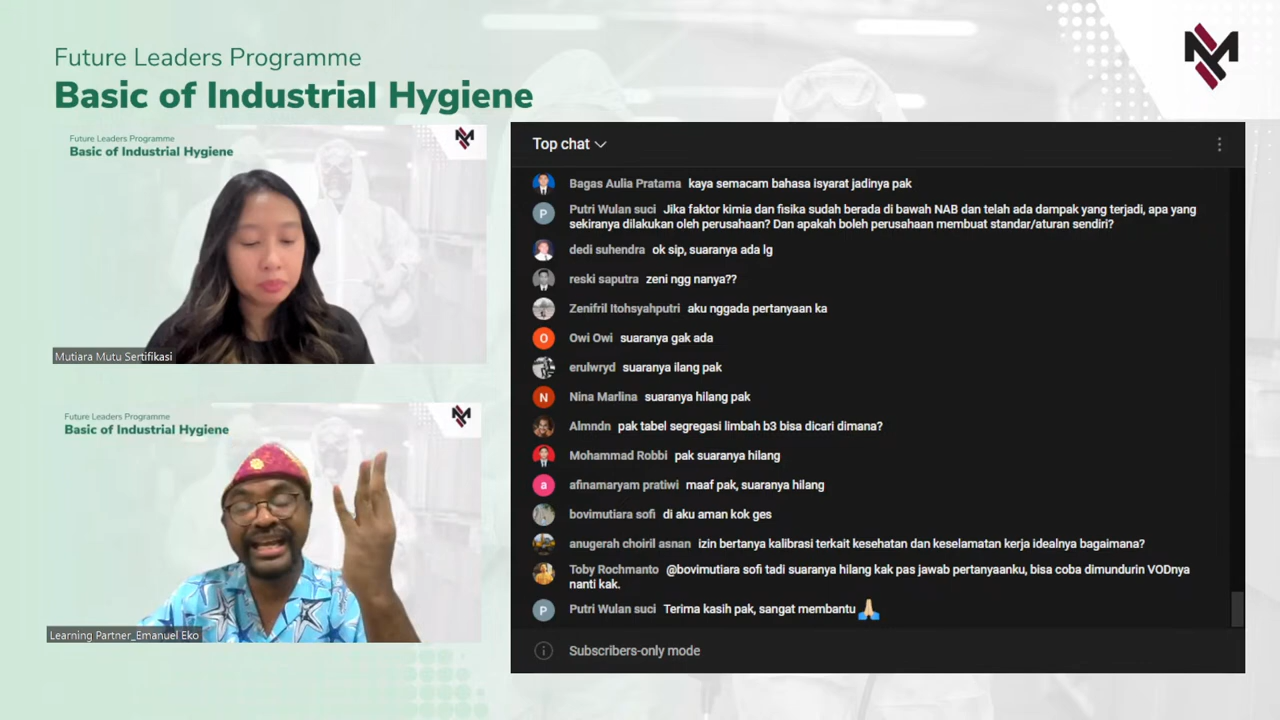 Future Leaders Programme
Basic of Industrial Hygiene
Future Leaders Programme
Basic of Industrial Hygiene
Mutiara Mutu Sertifikasi
Future Leaders Programme
Basic of Industrial Hygiene
Learning Partner_Emanuel Eko
Top chat
Bagas Aulia Pratama kaya semacam bahasa isyarat jadinya pak
P Putri Wulan suci Jika faktor kimia dan fisika sudah berada di bawah NAB dan telah ada dampak yang terjadi, apa yang
sekiranya dilakukan oleh perusahaan? Dan apakah boleh perusahaan membuat standar/aturan sendiri?
dedi suhendra ok sip, suaranya ada lg
reski saputra zeni ngg nanya??
Zenifril Itohsyahputri aku nggada pertanyaan ka
O Owi Owi suaranya gak ada
erulwryd suaranya ilang pak
N Nina Marlina suaranya hilang pak
Almndn pak tabel segregasi limbah b3 bisa dicari dimana?
Mohammad Robbi pak suaranya hilang
a afinamaryam pratiwi maaf pak, suaranya hilang
bovimutiara sofi di aku aman kok ges
anugerah choiril asnan izin bertanya kalibrasi terkait kesehatan dan keselamatan kerja idealnya bagaimana?
Toby Rochmanto @bovimutiara sofi tadi suaranya hilang kak pas jawab pertanyaanku, bisa coba dimundurin VODnya
nanti kak.
P Putri Wulan suci Terima kasih pak, sangat membantu 🙏
Subscribers-only mode